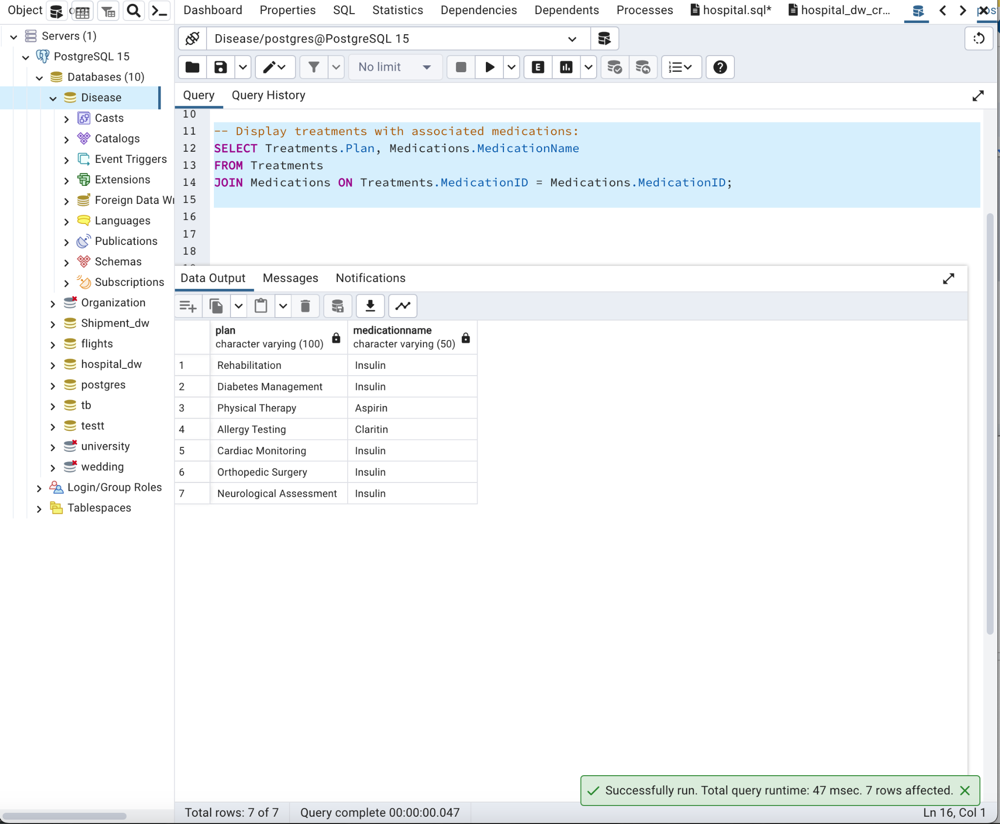 Object
Dashboard Properties SQL Statistics Dependencies Dependents Processes hospital.sql* hospital_dw_cr...
Servers (1)
PostgreSQL 15
Databases (10)
Disease
Casts
Catalogs
Event Triggers
Extensions
Foreign Data Wr
Languages
Publications
Schemas
Subscriptions
Organization
Shipment_dw
flights
hospital_dw
postgres
tb
testt
university
wedding
Login/Group Roles
Tablespaces
Disease/postgres@PostgreSQL 15
No limit
E
Query Query History
10
11 -- Display treatments with associated medications:
12 SELECT Treatments.Plan, Medications.MedicationName
13 FROM Treatments
14 JOIN Medications ON Treatments.MedicationID = Medications.MedicationID;
15
16
17
18
Data Output Messages Notifications
plan medicationname
character varying (100) character varying (50)
1 Rehabilitation Insulin
2 Diabetes Management Insulin
3 Physical Therapy Aspirin
4 Allergy Testing Claritin
5 Cardiac Monitoring Insulin
6 Orthopedic Surgery Insulin
7 Neurological Assessment Insulin
Successfully run. Total query runtime: 47 msec. 7 rows affected.
Total rows: 7 of 7 Query complete 00:00:00.047 Ln 16, Col 1